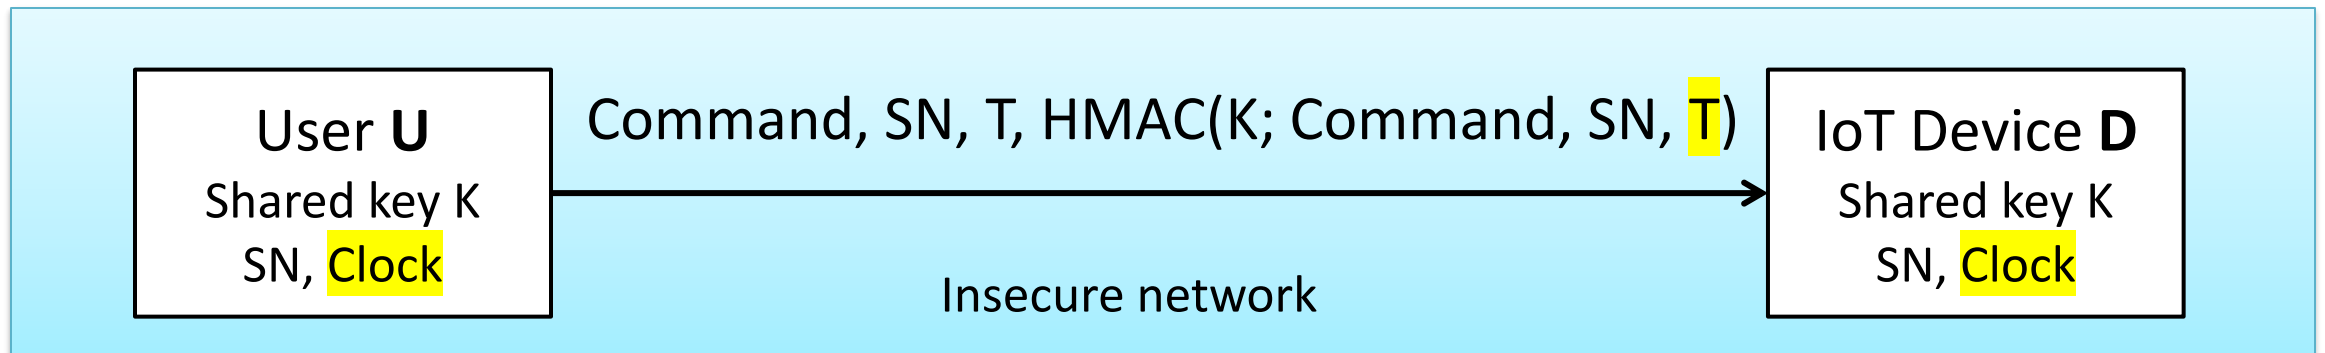 User U
Shared key K
SN, Clock
Command, SN, T, HMAC(K; Command, SN, T)
Insecure network
IoT Device D
Shared key K
SN, Clock